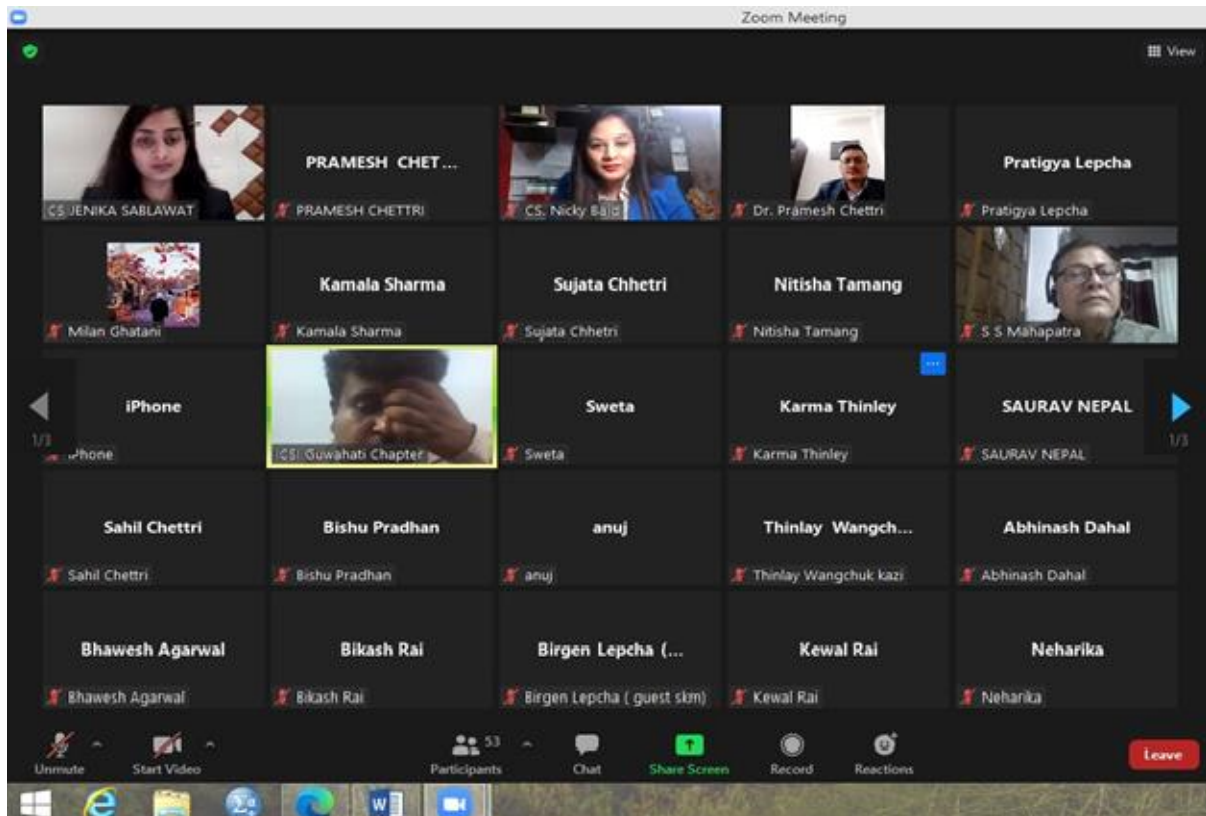 Zoom Meeting
View
CS JENIKA SABLAWAT
PRAMESH CHET...
PRAMESH CHETTRI
CS. Nicky Baid
Dr. Pramesh Chettri
Pratigya Lepcha
Pratigya Lepcha
Milan Ghatani
Kamala Sharma
Kamala Sharma
Sujata Chhetri
Sujata Chhetri
Nitisha Tamang
Nitisha Tamang
S S Mahapatra
1/3
iPhone
iPhone
ICSI Guwahati Chapter
Sweta
Sweta
Karma Thinley
Karma Thinley
SAURAV NEPAL
SAURAV NEPAL
1/3
Sahil Chettri
Sahil Chettri
Bishu Pradhan
Bishu Pradhan
anuj
anuj
Thinlay Wangch...
Thinlay Wangchuk kazi
Abhinash Dahal
Abhinash Dahal
Bhawesh Agarwal
Bhawesh Agarwal
Bikash Rai
Bikash Rai
Birgen Lepcha (...
Birgen Lepcha ( guest skm)
Kewal Rai
Kewal Rai
Neharika
Neharika
Unmute
Start Video
53
Participants
Chat
Share Screen
Record
Reactions
Leave